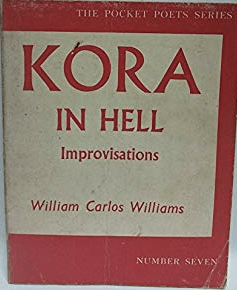 THE POCKET POETS SERIES
KORA
IN HELL
Improvisations
William Carlos Williams
NUMBER SEVEN